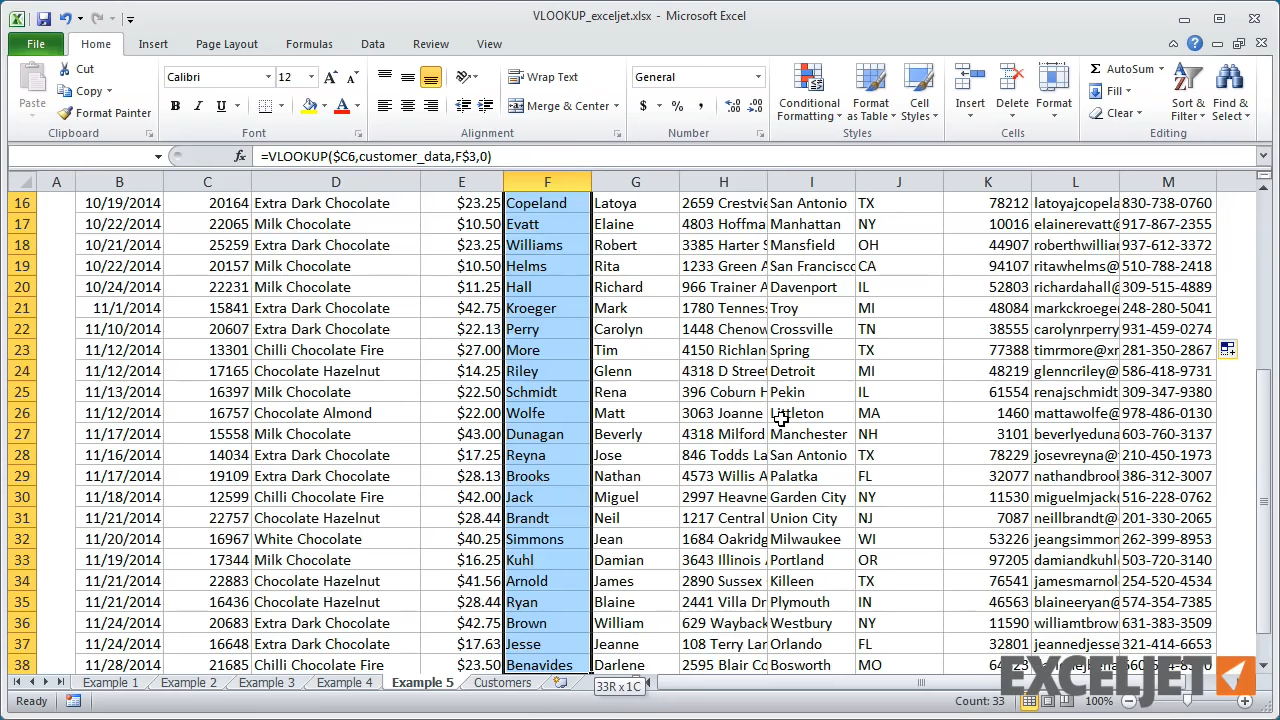 VLOOKUP_exceljet.xlsx - Microsoft Excel
File Home Insert Page Layout Formulas Data Review View
Paste Cut Copy Format Painter Clipboard
Calibri 12 B I U A Font
Wrap Text Merge & Center Alignment
General $ % , Number
Conditional Formatting Format as Table Cell Styles Styles
Insert Delete Format Cells
Σ AutoSum Fill Clear Sort & Filter Find & Select Editing
fx =VLOOKUP($C6,customer_data,F$3,0)
A B C D E F G H I J K L M
16 10/19/2014 20164 Extra Dark Chocolate $23.25 Copeland Latoya 2659 Crestvie San Antonio TX 78212 latoyajcopela 830-738-0760
17 10/22/2014 22065 Milk Chocolate $10.50 Evatt Elaine 4803 Hoffma Manhattan NY 10016 elainerevatt@ 917-867-2355
18 10/21/2014 25259 Extra Dark Chocolate $23.25 Williams Robert 3385 Harter S Mansfield OH 44907 roberthwillia 937-612-3372
19 10/22/2014 20157 Milk Chocolate $10.50 Helms Rita 1233 Green A San Francisco CA 94107 ritawhelms@ 510-788-2418
20 10/24/2014 22231 Milk Chocolate $11.25 Hall Richard 966 Trainer A Davenport IL 52803 richardahall@ 309-515-4889
21 11/1/2014 15841 Extra Dark Chocolate $42.75 Kroeger Mark 1780 Tennes Troy MI 48084 markckroeger 248-280-5041
22 11/10/2014 20607 Extra Dark Chocolate $22.13 Perry Carolyn 1448 Chenow Crossville TN 38555 carolynrperry 931-459-0274
23 11/12/2014 13301 Chilli Chocolate Fire $27.00 More Tim 4150 Richlan Spring TX 77388 timrmore@xr 281-350-2867
24 11/12/2014 17165 Chocolate Hazelnut $14.25 Riley Glenn 4318 D Street Detroit MI 48219 glenncriley@ 586-418-9731
25 11/13/2014 16397 Milk Chocolate $22.50 Schmidt Rena 396 Coburn H Pekin IL 61554 renajschmidt 309-347-9380
26 11/12/2014 16757 Chocolate Almond $22.00 Wolfe Matt 3063 Joanne Littleton MA 1460 mattawolfe@ 978-486-0130
27 11/17/2014 15558 Milk Chocolate $43.00 Dunagan Beverly 4318 Milford Manchester NH 3101 beverlyeduna 603-760-3137
28 11/16/2014 14034 Extra Dark Chocolate $17.25 Reyna Jose 846 Todds La San Antonio TX 78229 josevreyna@ 210-450-1973
29 11/17/2014 19109 Extra Dark Chocolate $28.13 Brooks Nathan 4573 Willis A Palatka FL 32077 nathandbrook 386-312-3007
30 11/18/2014 12599 Chilli Chocolate Fire $42.00 Jack Miguel 2997 Heavne Garden City NY 11530 miguelmjack 516-228-0762
31 11/21/2014 22757 Chocolate Hazelnut $28.44 Brandt Neil 1217 Central Union City NJ 7087 neillbrandt@ 201-330-2065
32 11/20/2014 16967 White Chocolate $40.25 Simmons Jean 1684 Oakridg Milwaukee WI 53226 jeangsimmon 262-399-8953
33 11/19/2014 17344 Milk Chocolate $16.25 Kuhl Damian 3643 Illinois A Portland OR 97205 damiandkuhl 503-720-3140
34 11/21/2014 22883 Chocolate Hazelnut $41.56 Arnold James 2890 Sussex Killeen TX 76541 jamesmarnol 254-520-4534
35 11/21/2014 16436 Chocolate Hazelnut $28.44 Ryan Blaine 2441 Villa Dr Plymouth IN 46563 blaineeryan@ 574-354-7385
36 11/24/2014 20683 Extra Dark Chocolate $42.75 Brown William 629 Wayback Westbury NY 11590 williamtbrow 631-383-3509
37 11/24/2014 16648 Extra Dark Chocolate $17.63 Jesse Jeanne 108 Terry Lan Orlando FL 32801 jeannedjesse 321-414-6653
38 11/28/2014 21685 Chilli Chocolate Fire $23.50 Benavides Darlene 2595 Blair Co Bosworth MO
Example 1 Example 2 Example 3 Example 4 Example 5 Customers
33R x 1C
EXCELJET
Ready Count: 33 100%